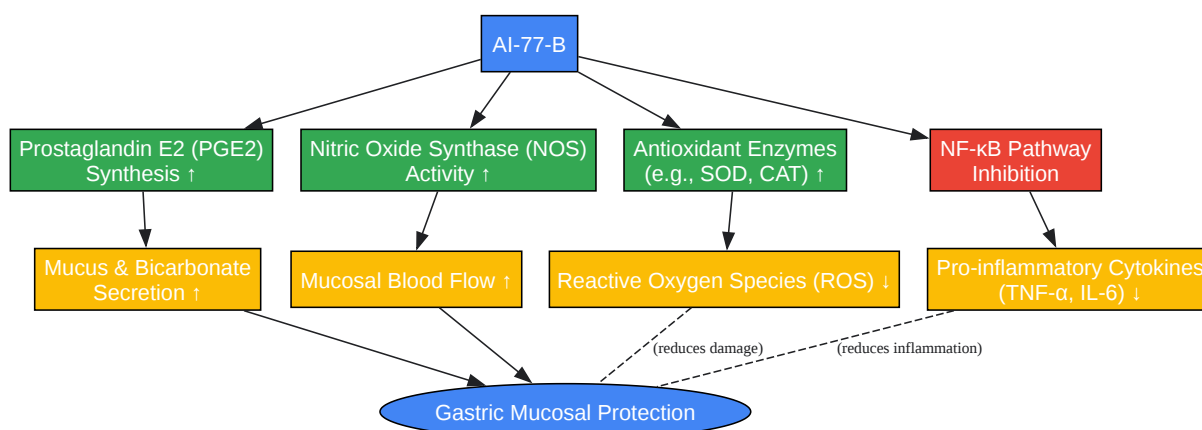 AI-77-B
Prostaglandin E2 (PGE2)
Synthesis ↑
Nitric Oxide Synthase (NOS)
Activity ↑
Antioxidant Enzymes
(e.g., SOD, CAT) ↑
NF-κB Pathway
Inhibition
Mucus & Bicarbonate
Secretion ↑
Mucosal Blood Flow ↑
Reactive Oxygen Species (ROS) ↓
Pro-inflammatory Cytokines
(TNF-α, IL-6) ↓
(reduces damage)
(reduces inflammation)
Gastric Mucosal Protection